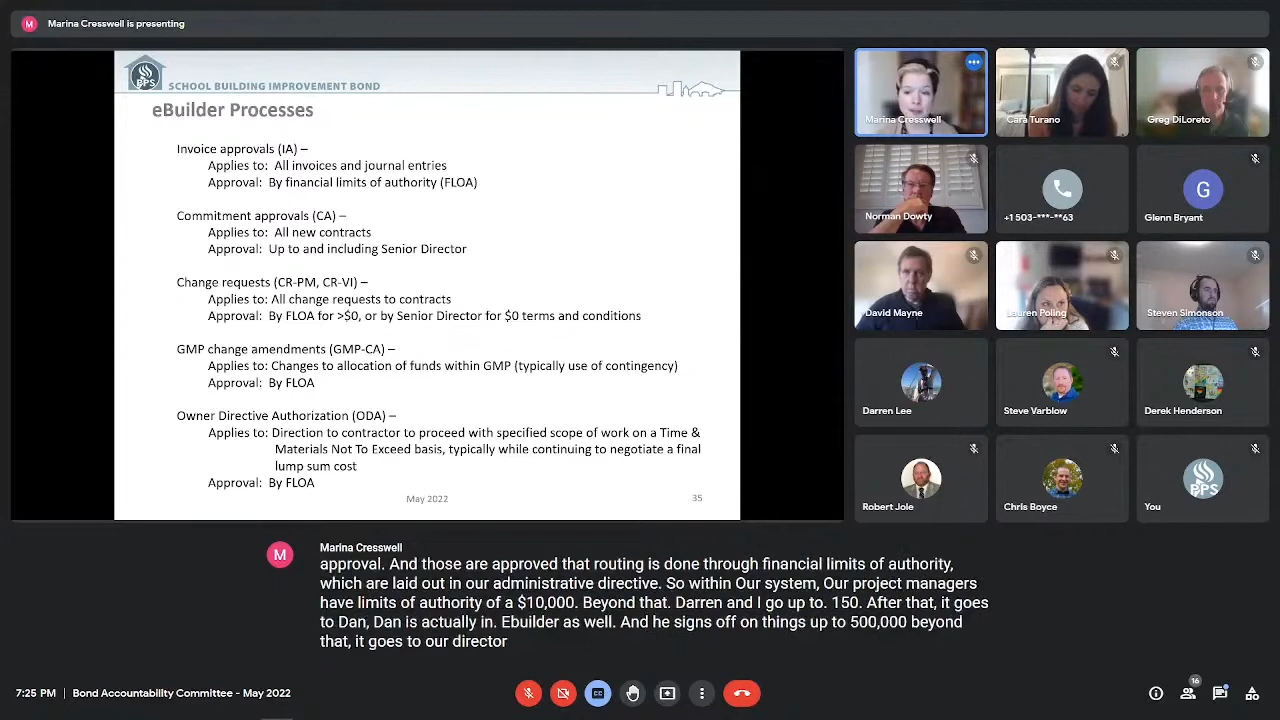 M Marina Cresswell is presenting
PPS
SCHOOL BUILDING IMPROVEMENT BOND
eBuilder Processes
Invoice approvals (IA) –
Applies to: All invoices and journal entries
Approval: By financial limits of authority (FLOA)
Commitment approvals (CA) –
Applies to: All new contracts
Approval: Up to and including Senior Director
Change requests (CR-PM, CR-VI) –
Applies to: All change requests to contracts
Approval: By FLOA for >$0, or by Senior Director for $0 terms and conditions
GMP change amendments (GMP-CA) –
Applies to: Changes to allocation of funds within GMP (typically use of contingency)
Approval: By FLOA
Owner Directive Authorization (ODA) –
Applies to: Direction to contractor to proceed with specified scope of work on a Time &
Materials Not To Exceed basis, typically while continuing to negotiate a final
lump sum cost
Approval: By FLOA
May 2022
35
Marina Cresswell
Cara Turano
Greg DiLoreto
Norman Dowty
+1 503-***-**63
G
Glenn Bryant
David Mayne
Lauren Poling
Steven Simonson
Darren Lee
Steve Varblow
Derek Henderson
Robert Jole
Chris Boyce
PPS
You
M
Marina Cresswell
approval. And those are approved that routing is done through financial limits of authority,
which are laid out in our administrative directive. So within Our system, Our project managers
have limits of authority of a $10,000. Beyond that. Darren and I go up to. 150. After that, it goes
to Dan, Dan is actually in. Ebuilder as well. And he signs off on things up to 500,000 beyond
that, it goes to our director
7:25 PM | Bond Accountability Committee - May 2022
CC
16